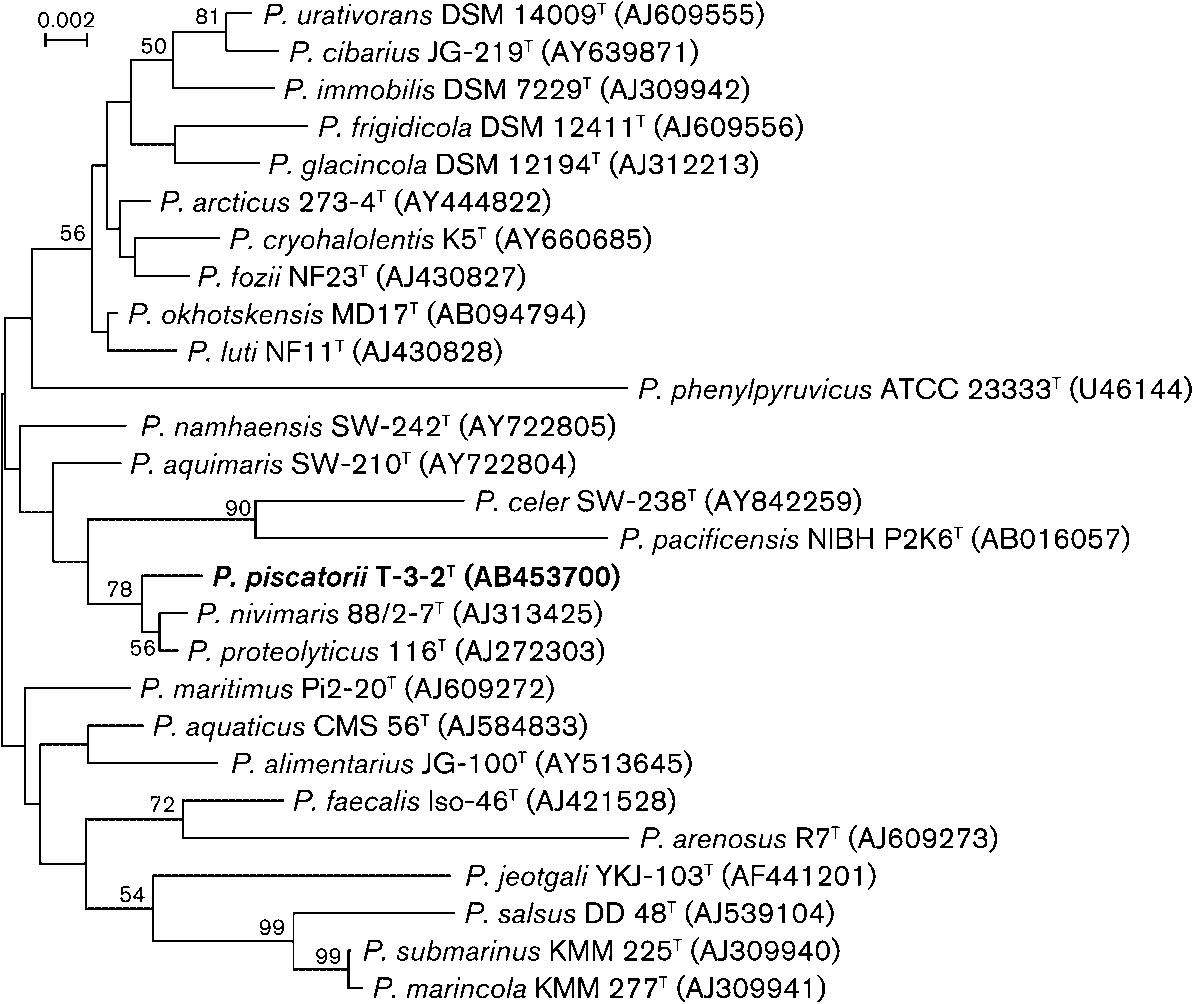 0.002
81
P. urativorans DSM 14009ᵀ (AJ609555)
P. cibarius JG-219ᵀ (AY639871)
50
P. immobilis DSM 7229ᵀ (AJ309942)
P. frigidicola DSM 12411ᵀ (AJ609556)
P. glacincola DSM 12194ᵀ (AJ312213)
P. arcticus 273-4ᵀ (AY444822)
56
P. cryohalolentis K5ᵀ (AY660685)
P. fozii NF23ᵀ (AJ430827)
P. okhotskensis MD17ᵀ (AB094794)
P. luti NF11ᵀ (AJ430828)
P. phenylpyruvicus ATCC 23333ᵀ (U46144)
P. namhaensis SW-242ᵀ (AY722805)
P. aquimaris SW-210ᵀ (AY722804)
90
P. celer SW-238ᵀ (AY842259)
P. pacificensis NIBH P2K6ᵀ (AB016057)
78
P. piscatorii T-3-2ᵀ (AB453700)
P. nivimaris 88/2-7ᵀ (AJ313425)
56
P. proteolyticus 116ᵀ (AJ272303)
P. maritimus Pi2-20ᵀ (AJ609272)
P. aquaticus CMS 56ᵀ (AJ584833)
P. alimentarius JG-100ᵀ (AY513645)
72
P. faecalis Iso-46ᵀ (AJ421528)
P. arenosus R7ᵀ (AJ609273)
54
P. jeotgali YKJ-103ᵀ (AF441201)
P. salsus DD 48ᵀ (AJ539104)
99
99
P. submarinus KMM 225ᵀ (AJ309940)
P. marincola KMM 277ᵀ (AJ309941)